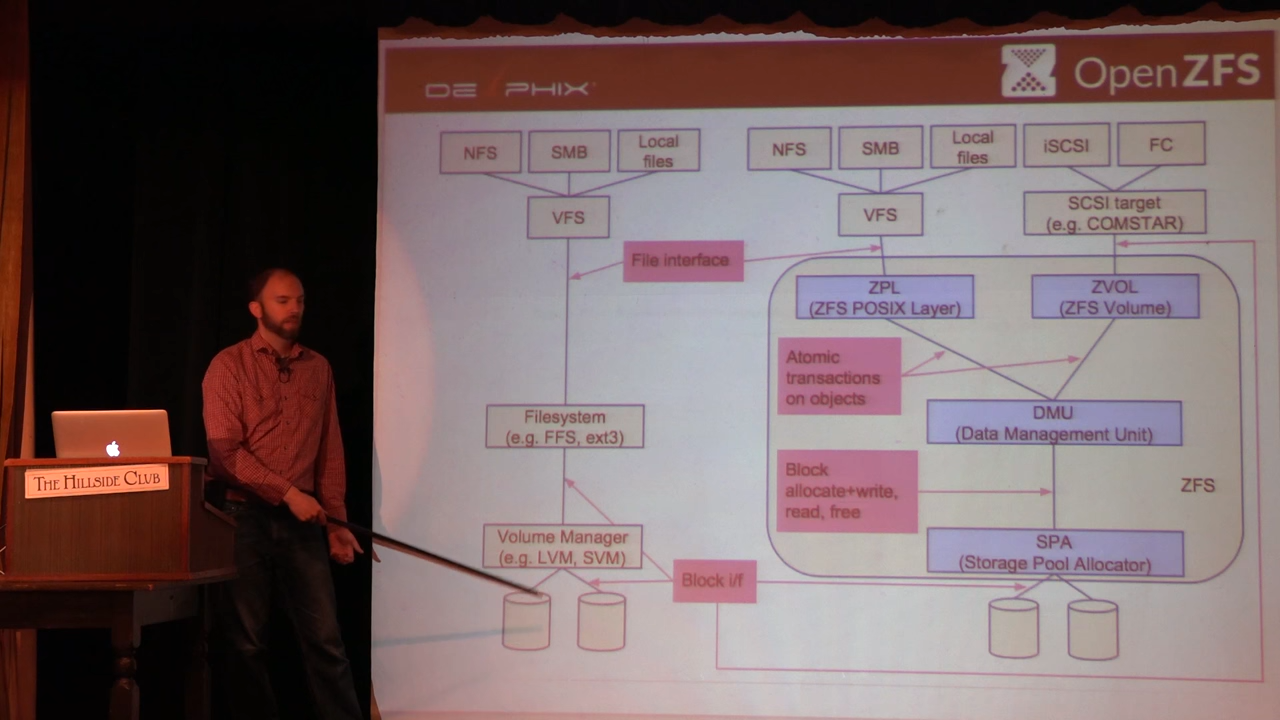 DELPHIX
OpenZFS
NFS
SMB
Local
files
NFS
SMB
Local
files
iSCSI
FC
VFS
VFS
SCSI target
(e.g. COMSTAR)
File interface
ZPL
(ZFS POSIX Layer)
ZVOL
(ZFS Volume)
Atomic
transactions
on objects
Filesystem
(e.g. FFS, ext3)
DMU
(Data Management Unit)
Block
allocate+write,
read, free
ZFS
Volume Manager
(e.g. LVM, SVM)
SPA
(Storage Pool Allocator)
Block i/f
THE HILLSIDE CLUB